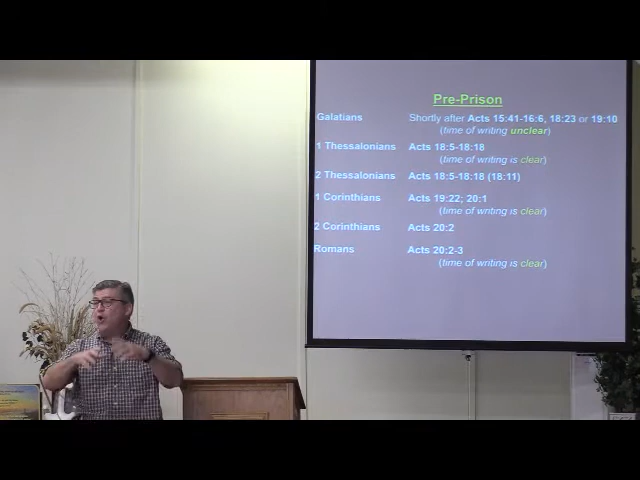 Pre-Prison
Galatians Shortly after Acts 15:41-16:6, 18:23 or 19:10
(time of writing unclear)
1 Thessalonians Acts 18:5-18:18
(time of writing is clear)
2 Thessalonians Acts 18:5-18:18 (18:11)
1 Corinthians Acts 19:22; 20:1
(time of writing is clear)
2 Corinthians Acts 20:2
Romans Acts 20:2-3
(time of writing is clear)